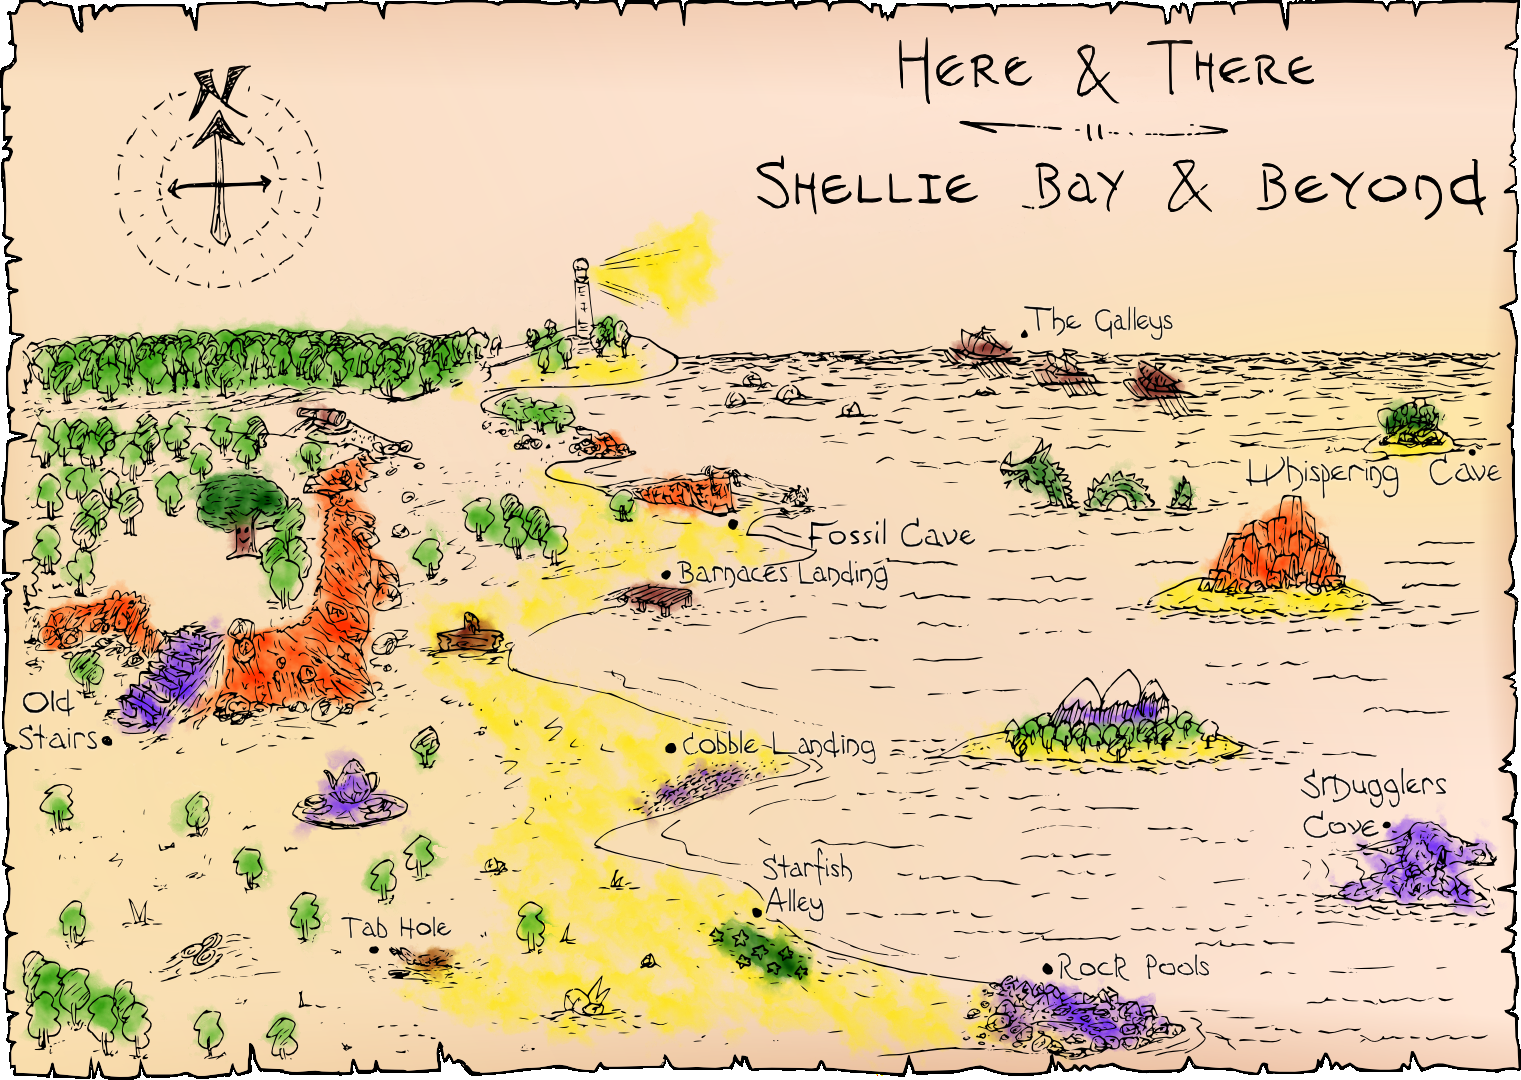 N
Here & There
Shellie Bay & Beyond
The Galleys
Whispering Cave
Fossil Cave
Barnaces Landing
Old
Stairs
Cobble Landing
Smugglers
Cove
Starfish
Alley
Tab Hole
Rock Pools